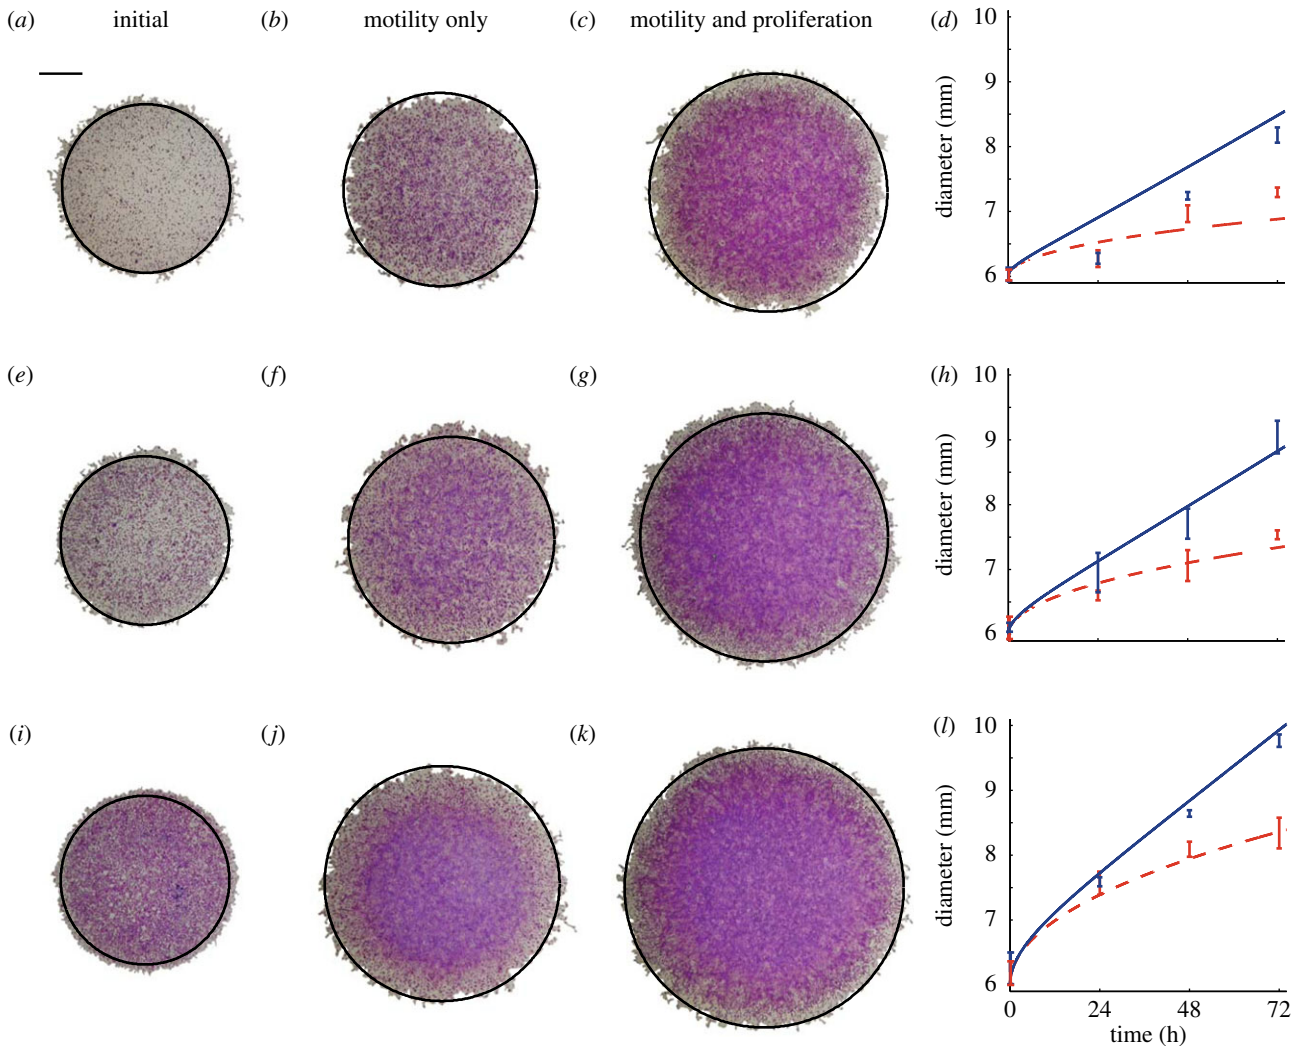 (a) initial (b) motility only (c) motility and proliferation (d) 10
9
8
7
6
diameter (mm)
(e) (f) (g) (h) 10
9
8
7
6
diameter (mm)
(i) (j) (k) (l) 10
9
8
7
6
diameter (mm)
0 24 48 72
time (h)